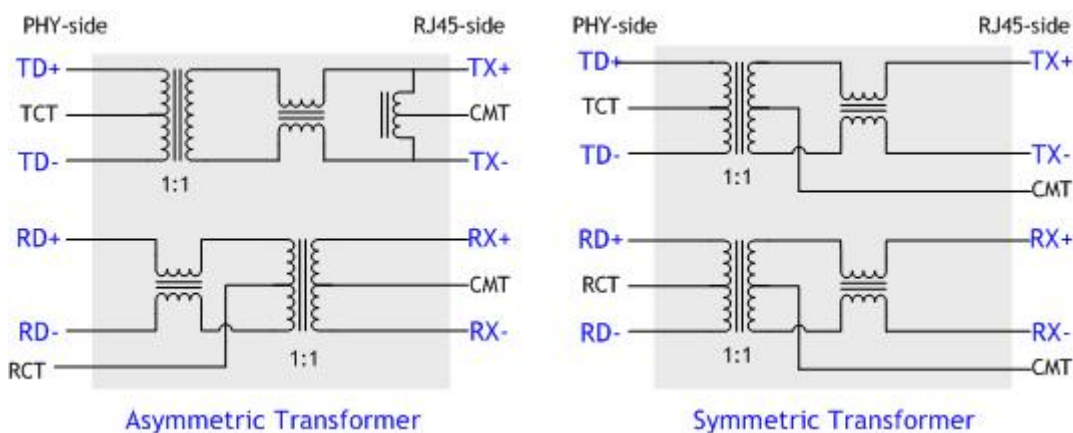 PHY-side RJ45-side
TD+ TX+
TCT CMT
TD- TX-
1:1
RD+ RX+
CMT
RD- RX-
RCT 1:1
Asymmetric Transformer
PHY-side RJ45-side
TD+ TX+
TCT
TD- TX-
1:1 CMT
RD+ RX+
RCT
RD- RX-
1:1 CMT
Symmetric Transformer